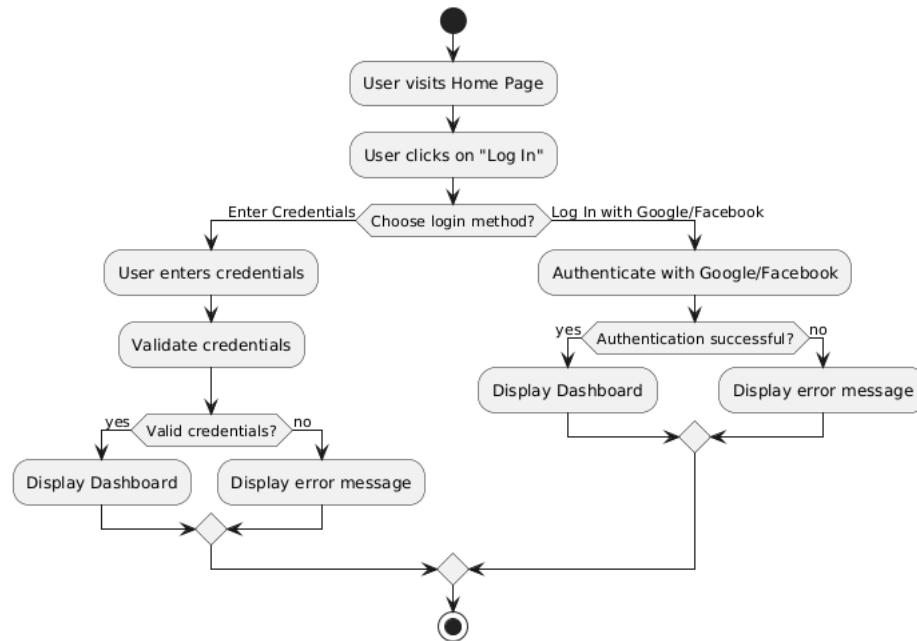 User visits Home Page
User clicks on "Log In"
Enter Credentials
Choose login method?
Log In with Google/Facebook
User enters credentials
Authenticate with Google/Facebook
Validate credentials
yes
Authentication successful?
no
Display Dashboard
Display error message
yes
Valid credentials?
no
Display Dashboard
Display error message